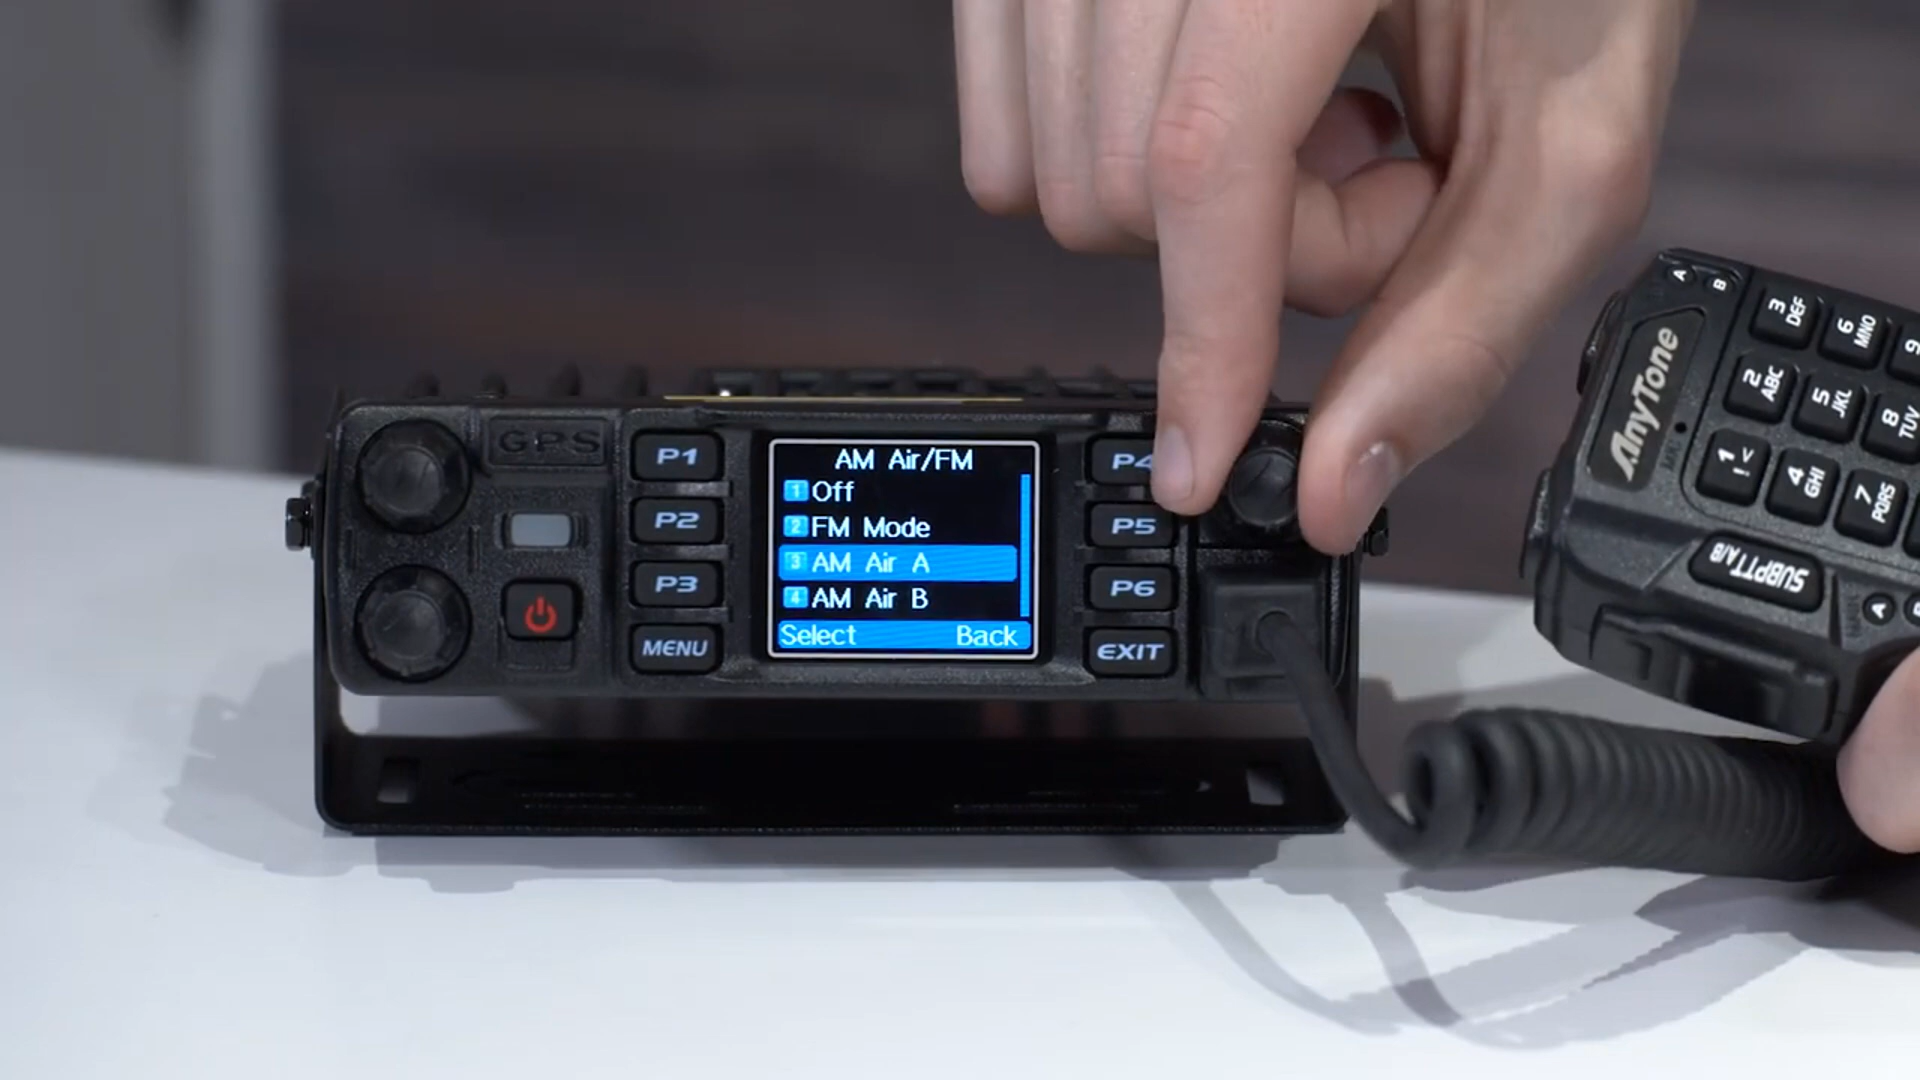 GPS
P1
P2
P3
MENU
AM Air/FM
1 Off
2 FM Mode
3 AM Air A
4 AM Air B
Select Back
P4
P5
P6
EXIT
A B
AnyTone
MIC
3 DEF
6 MNO
9
2 ABC
5 JKL
8 TUV
1
4 GHI
7 PQRS
SUBPTT A/B
A